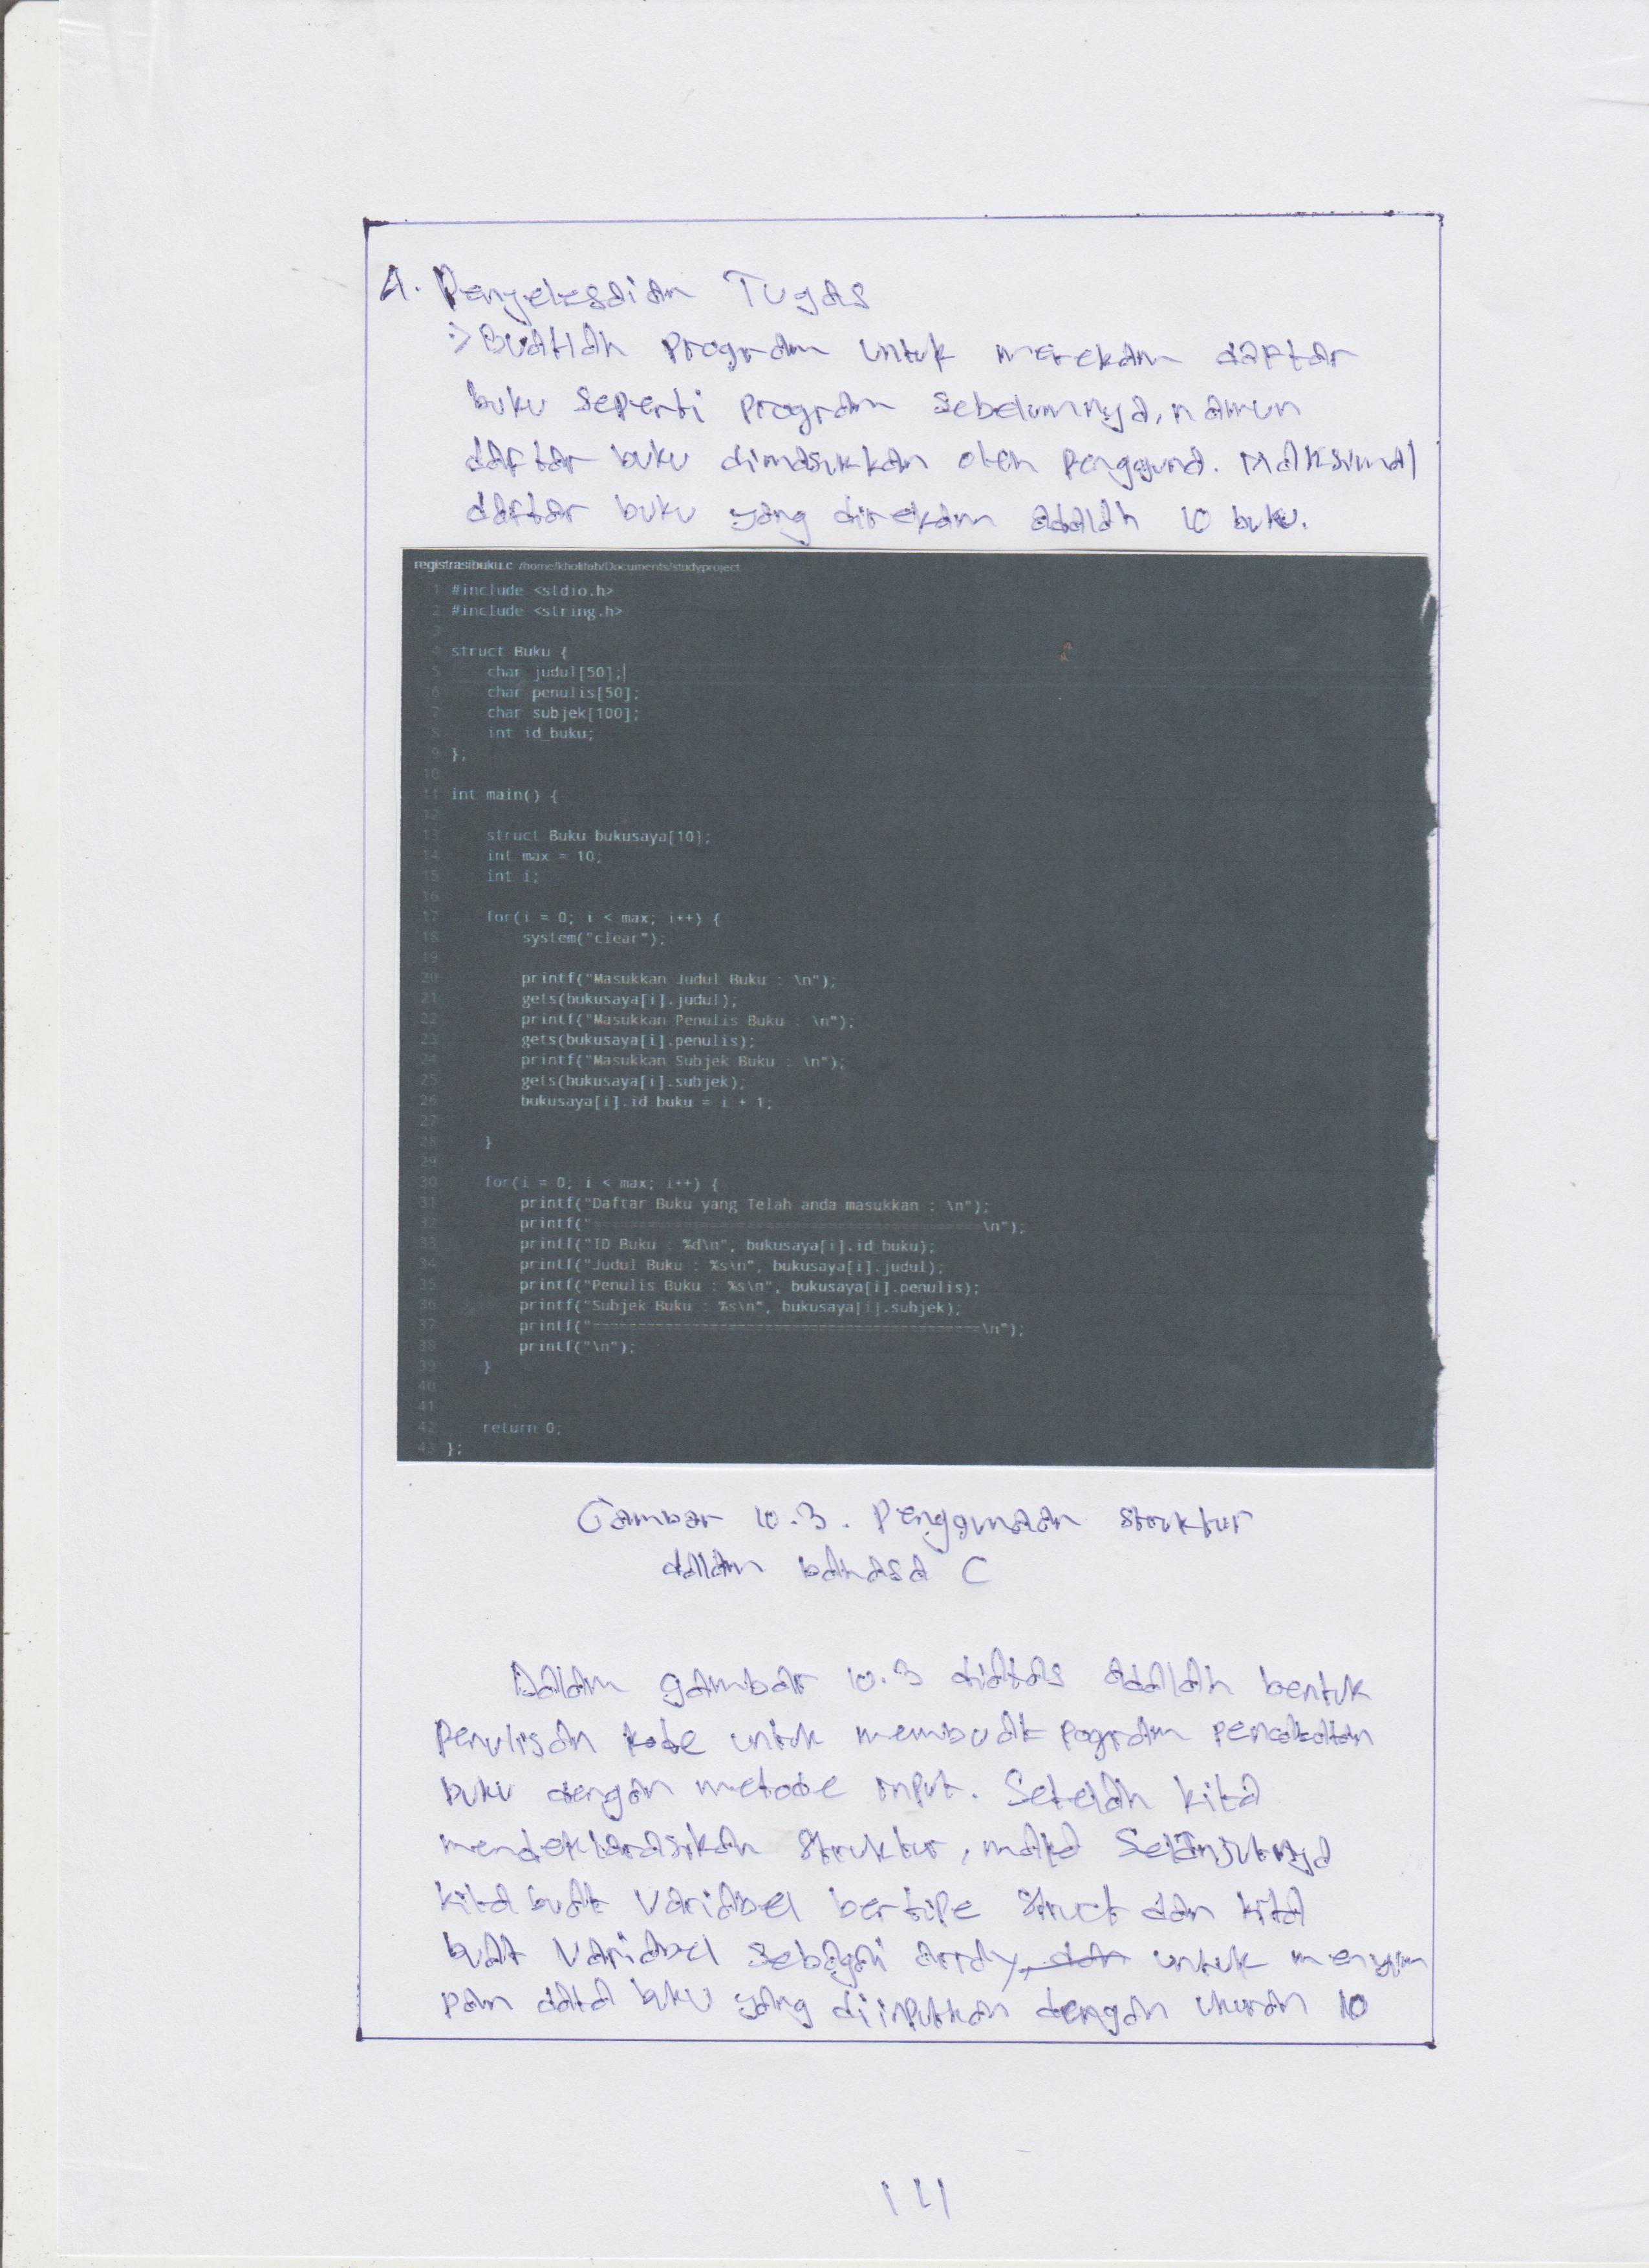 A. Penyelesaian Tugas
=> Buatlah Program untuk merekam daftar
buku seperti program sebelumnya, namun
daftar buku dimasukkan oleh pengguna. Maksimal
daftar buku yang direkam adalah 10 buku.
registrasibuku.c /home/kholifah/Documents/studyproject
1 #include <stdio.h>
2 #include <string.h>
3
4 struct Buku {
5 char judul[50];
6 char penulis[50];
7 char subjek[100];
8 int id_buku;
9 };
10
11 int main() {
12
13 struct Buku bukusaya[10];
14 int max = 10;
15 int i;
16
17 for(i = 0; i < max; i++) {
18 system("clear");
19
20 printf("Masukkan Judul Buku : \n");
21 gets(bukusaya[i].judul);
22 printf("Masukkan Penulis Buku : \n");
23 gets(bukusaya[i].penulis);
24 printf("Masukkan Subjek Buku : \n");
25 gets(bukusaya[i].subjek);
26 bukusaya[i].id_buku = i + 1;
27
28 }
29
30 for(i = 0; i < max; i++) {
31 printf("Daftar Buku yang Telah anda masukkan : \n");
32 printf("===========================================\n");
33 printf("ID Buku : %d\n", bukusaya[i].id_buku);
34 printf("Judul Buku : %s\n", bukusaya[i].judul);
35 printf("Penulis Buku : %s\n", bukusaya[i].penulis);
36 printf("Subjek Buku : %s\n", bukusaya[i].subjek);
37 printf("===========================================\n");
38 printf("\n");
39 }
40
41
42 return 0;
43 };
Gambar 10.3. Penggunaan struktur
dalam bahasa C
Dalam gambar 10.3 diatas adalah bentuk
Penulisan kode untuk membuat pogram pencatatan
buku dengan metode input. Setelah kita
mendeklarasikan struktur, maka Selanjutnya
kita buat Variabel bertipe struct dan kita
buat Variabel sebagai array, dan untuk menyim
pan data buku yang diinputkan dengan ukuran 10